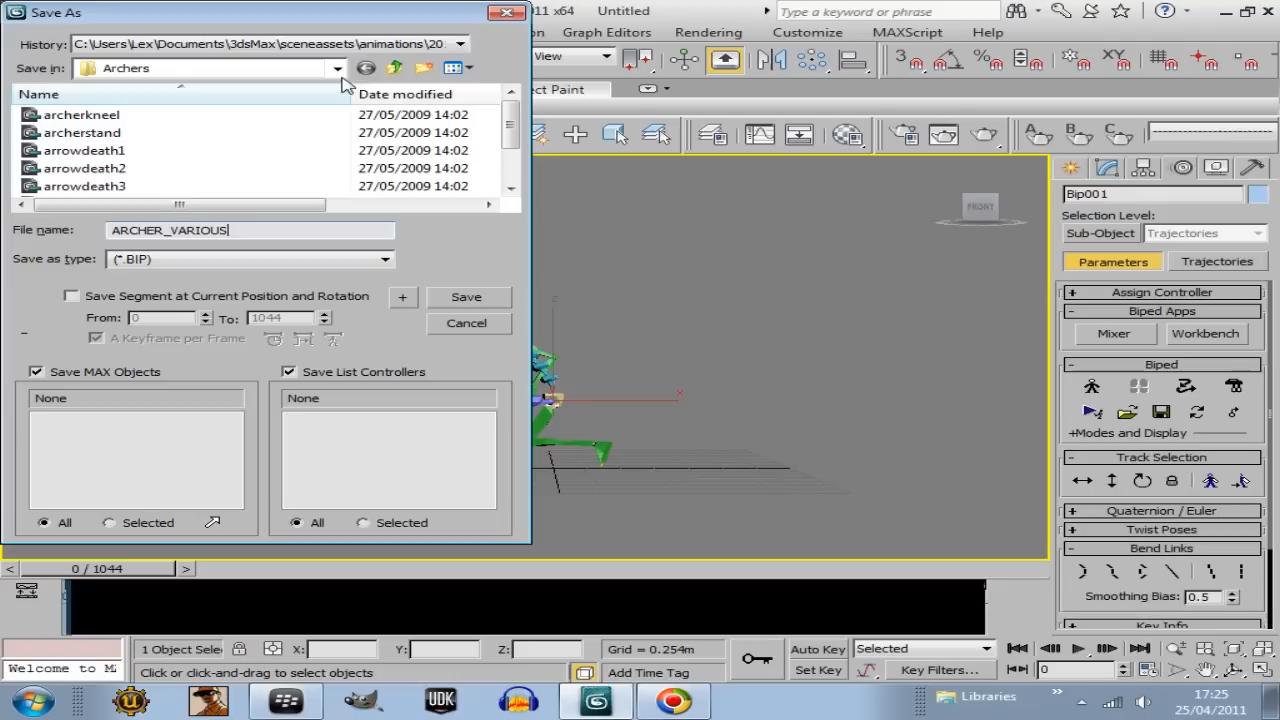 Save As
2011 x64 Untitled
Type a keyword or phrase
History: C:\Users\Lex\Documents\3dsMax\sceneassets\animations\20
Graph Editors Rendering Customize MAXScript Help
Save in: Archers
View
Name Date modified
archerkneel 27/05/2009 14:02
archerstand 27/05/2009 14:02
arrowdeath1 27/05/2009 14:02
arrowdeath2 27/05/2009 14:02
arrowdeath3 27/05/2009 14:02
ect Paint
File name: ARCHER_VARIOUS
Save as type: (*.BIP)
Save Segment at Current Position and Rotation
+ Save
From: 0 To: 1044
Cancel
A Keyframe per Frame
Save MAX Objects Save List Controllers
None None
All Selected All Selected
FRONT
z
x
Bip001
Selection Level:
Sub-Object Trajectories
Parameters Trajectories
+ Assign Controller
- Biped Apps
Mixer Workbench
- Biped
+Modes and Display
- Track Selection
+ Quaternion / Euler
+ Twist Poses
- Bend Links
Smoothing Bias: 0.5
+ Key Info
< 0 / 1044 >
1 Object Selec X: Y: Z: Grid = 0.254m
Auto Key Selected
Welcome to MA
Click or click-and-drag to select objects
Add Time Tag
Set Key Key Filters... 0
UDK
Libraries
17:25
25/04/2011